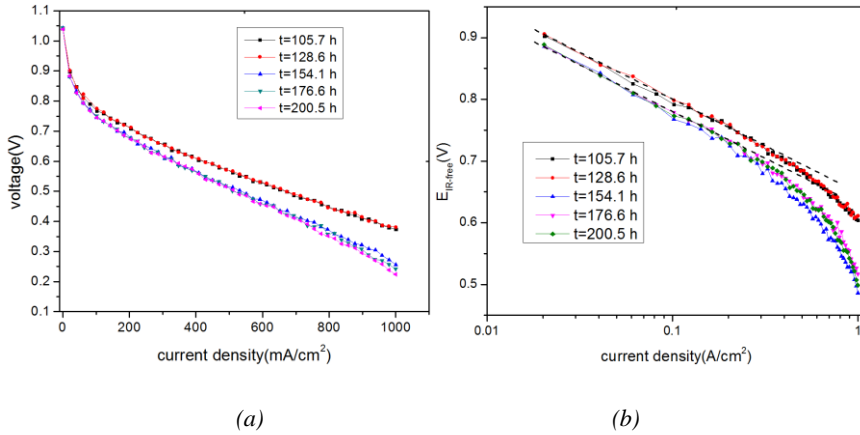 1.1
1.0
0.9
0.8
0.7
0.6
0.5
0.4
0.3
0.2
0.1
voltage(V)
0 200 400 600 800 1000
current density(mA/cm²)
t=105.7 h
t=128.6 h
t=154.1 h
t=176.6 h
t=200.5 h
(a)
0.9
0.8
0.7
0.6
0.5
E_IR-free(V)
0.01 0.1 1
current density(A/cm²)
t=105.7 h
t=128.6 h
t=154.1 h
t=176.6 h
t=200.5 h
(b)